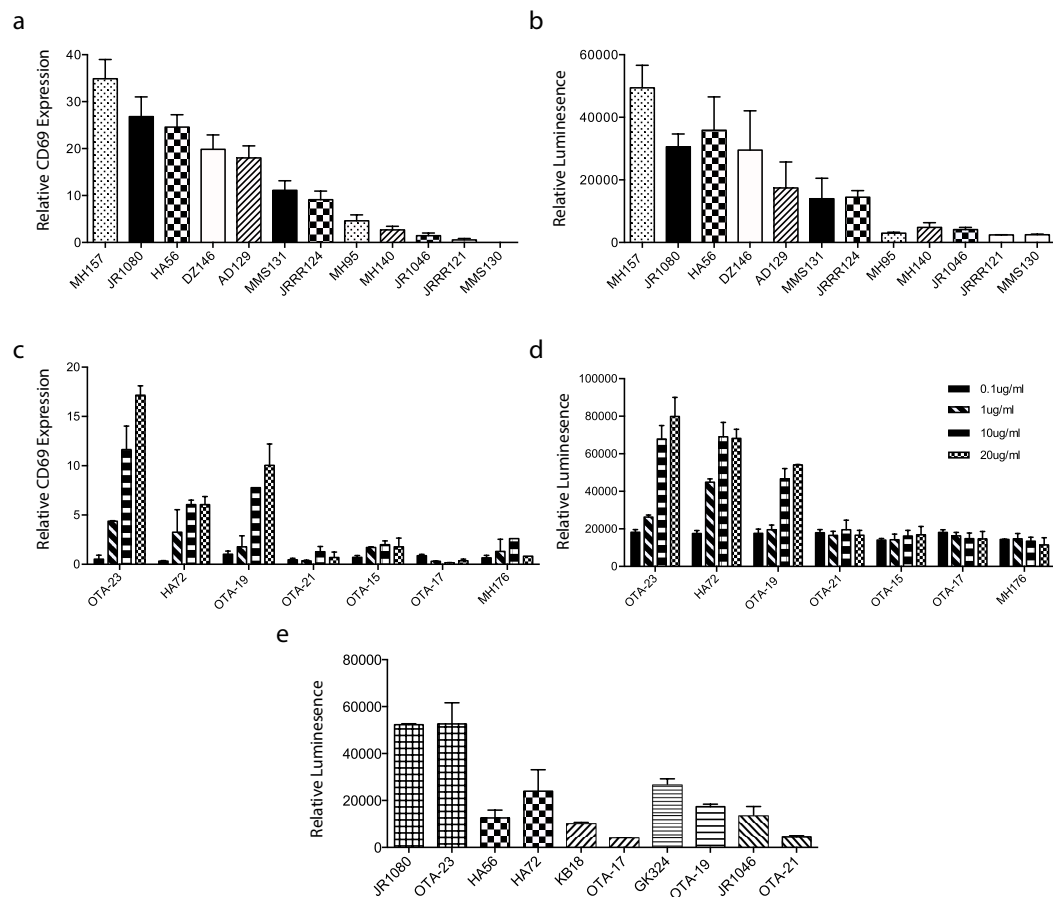 a
Relative CD69 Expression
40
30
20
10
0
MH157
JR1080
HA56
DZ146
AD129
MMS131
JRRR124
MH95
MH140
JR1046
JRRR121
MMS130
b
Relative Luminesence
60000
40000
20000
0
MH157
JR1080
HA56
DZ146
AD129
MMS131
JRRR124
MH95
MH140
JR1046
JRRR121
MMS130
c
Relative CD69 Expression
20
15
10
5
0
OTA-23
HA72
OTA-19
OTA-21
OTA-15
OTA-17
MH176
d
Relative Luminesence
100000
80000
60000
40000
20000
0
OTA-23
HA72
OTA-19
OTA-21
OTA-15
OTA-17
MH176
0.1ug/ml
1ug/ml
10ug/ml
20ug/ml
e
Relative Luminesence
80000
60000
40000
20000
0
JR1080
OTA-23
HA56
HA72
KB18
OTA-17
GK324
OTA-19
JR1046
OTA-21